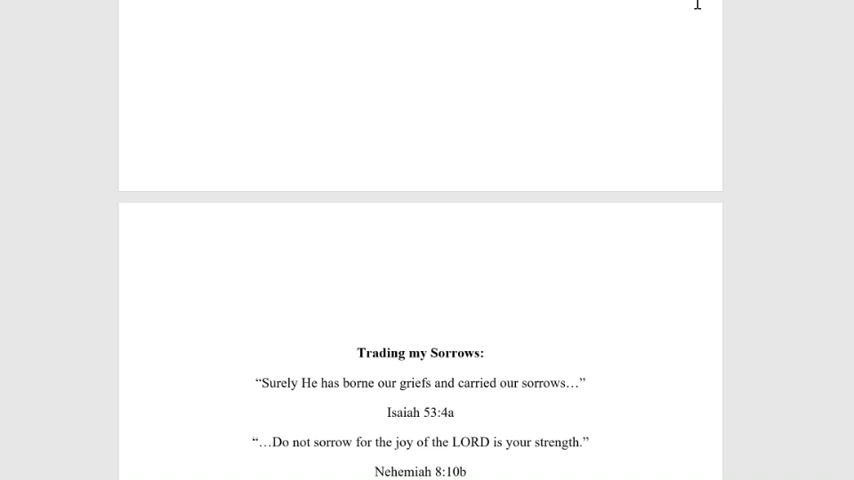 Trading my Sorrows:
“Surely He has borne our griefs and carried our sorrows…”
Isaiah 53:4a
“…Do not sorrow for the joy of the LORD is your strength.”
Nehemiah 8:10b